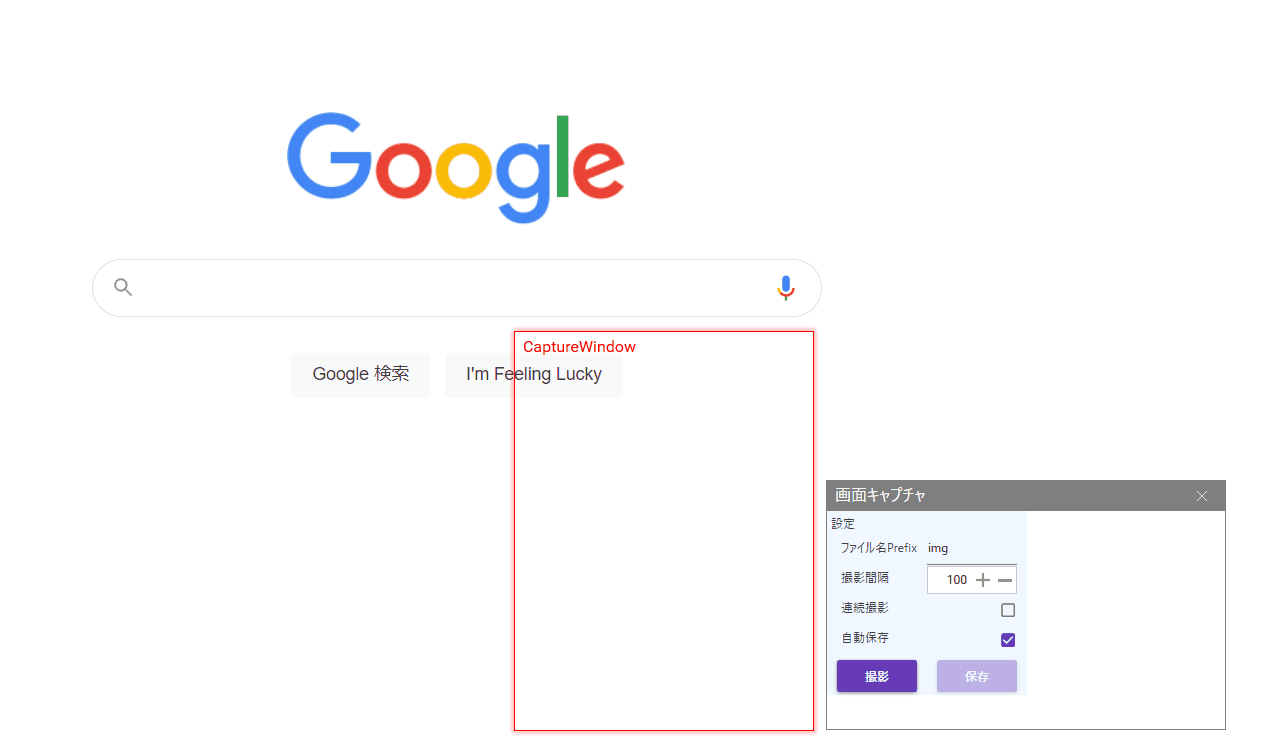 Google
CaptureWindow
Google 検索
I'm Feeling Lucky
画面キャプチャ
設定
ファイル名Prefix img
撮影間隔 100
連続撮影
自動保存
撮影 保存